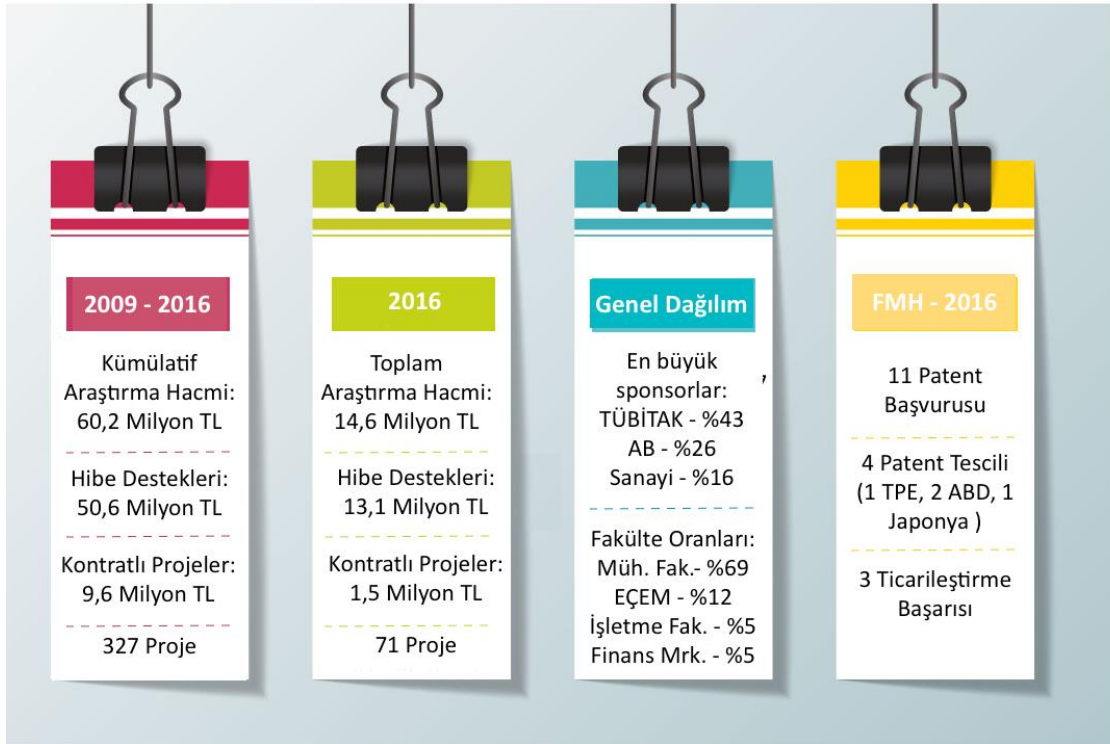 2009 - 2016
Kümülatif
Araştırma Hacmi:
60,2 Milyon TL
Hibe Destekleri:
50,6 Milyon TL
Kontratlı Projeler:
9,6 Milyon TL
327 Proje
2016
Toplam
Araştırma Hacmi:
14,6 Milyon TL
Hibe Destekleri:
13,1 Milyon TL
Kontratlı Projeler:
1,5 Milyon TL
71 Proje
Genel Dağılım
En büyük
sponsorlar:
,
TÜBİTAK - %43
AB - %26
Sanayi - %16
Fakülte Oranları:
Müh. Fak.- %69
EÇEM - %12
İşletme Fak. - %5
Finans Mrk. - %5
FMH - 2016
11 Patent
Başvurusu
4 Patent Tescili
(1 TPE, 2 ABD, 1
Japonya )
3 Ticarileştirme
Başarısı